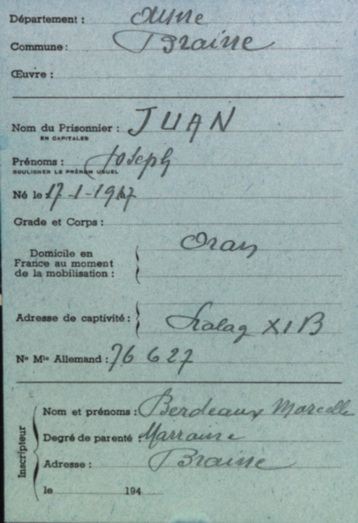 Département : Aisne
Commune : Braine
Œuvre :
Nom du Prisonnier : JUAN
EN CAPITALES
Prénoms : Joseph
SOULIGNER LE PRÉNOM USUEL
Né le 17-1-1917
Grade et Corps :
Domicile en
France au moment
de la mobilisation :
Oran
Adresse de captivité : Stalag XI B
Nº Mle Allemand : 76 627
Inscripteur
Nom et prénoms : Berdeaux Marcelle
Degré de parenté : Marraine
Adresse : Braine
le 194